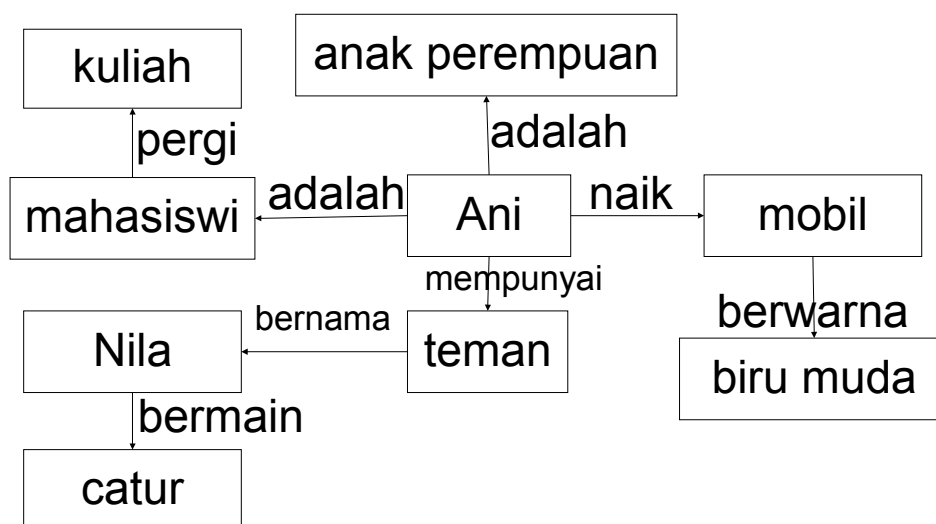 anak perempuan
kuliah
adalah
pergi
adalah
naik
mahasiswi
Ani
mobil
mempunyai
berwarna
bernama
Nila
teman
biru muda
bermain
catur